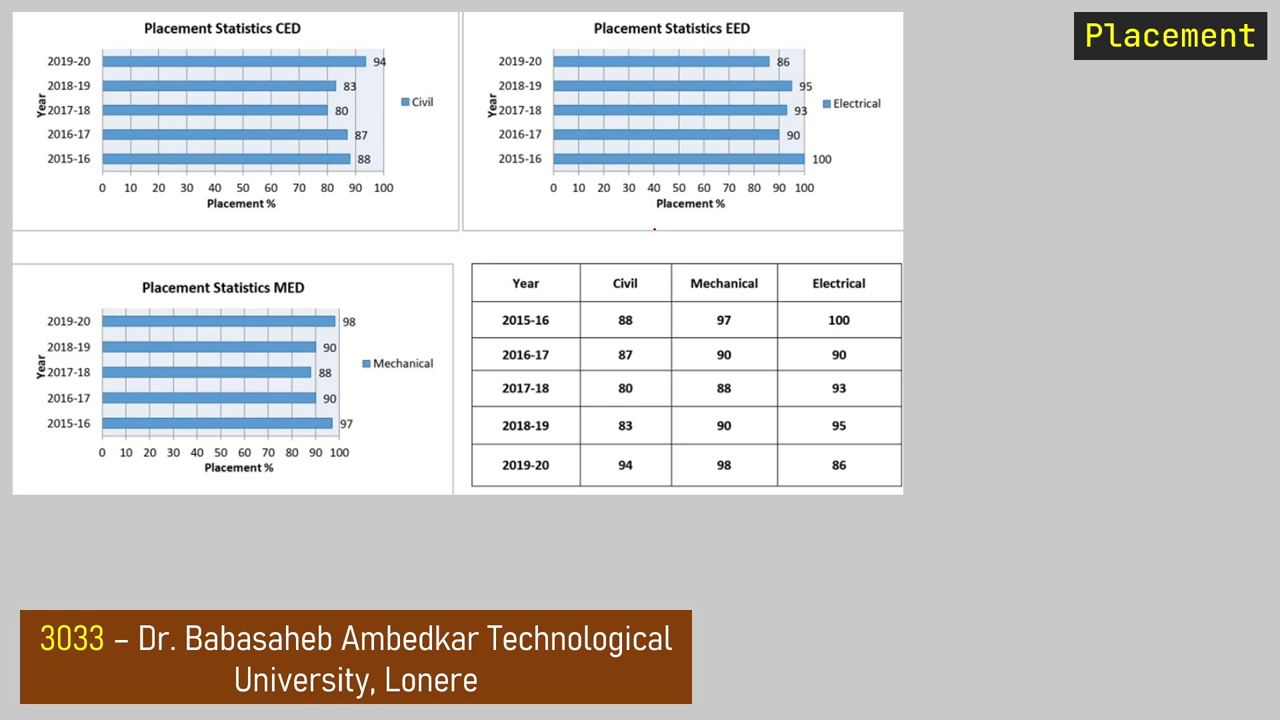 Placement
Placement Statistics CED
Year
2019-20 94
2018-19 83
2017-18 80
2016-17 87
2015-16 88
0 10 20 30 40 50 60 70 80 90 100
Placement %
Civil
Placement Statistics EED
Year
2019-20 86
2018-19 95
2017-18 93
2016-17 90
2015-16 100
0 10 20 30 40 50 60 70 80 90 100
Placement %
Electrical
Placement Statistics MED
Year
2019-20 98
2018-19 90
2017-18 88
2016-17 90
2015-16 97
0 10 20 30 40 50 60 70 80 90 100
Placement %
Mechanical
Year Civil Mechanical Electrical
2015-16 88 97 100
2016-17 87 90 90
2017-18 80 88 93
2018-19 83 90 95
2019-20 94 98 86
3033 – Dr. Babasaheb Ambedkar Technological
University, Lonere